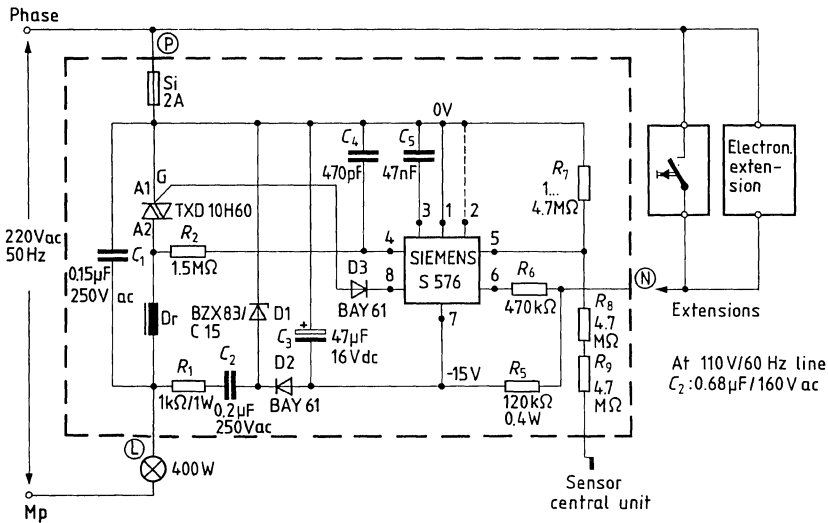 Phase
P
Si
2A
0V
C4
470pF
C5
47nF
R7
1...
4.7MΩ
Electron.
exten-
sion
A1
G
TXD 10H60
A2
3
1
2
220Vac
50Hz
C1
0.15µF
250V ac
R2
1.5MΩ
4
5
SIEMENS
S 576
8
6
D3
BAY 61
R6
470kΩ
N
Extensions
Dr
BZX83/
C 15
D1
C3
+
47µF
16Vdc
7
R8
4.7
MΩ
R1
1kΩ/1W
C2
0.2µF
250Vac
D2
BAY 61
-15V
R5
120kΩ
0.4W
R9
4.7
MΩ
At 110V/60 Hz line
C2:0.68µF/160V ac
L
400W
Sensor
central unit
Mp